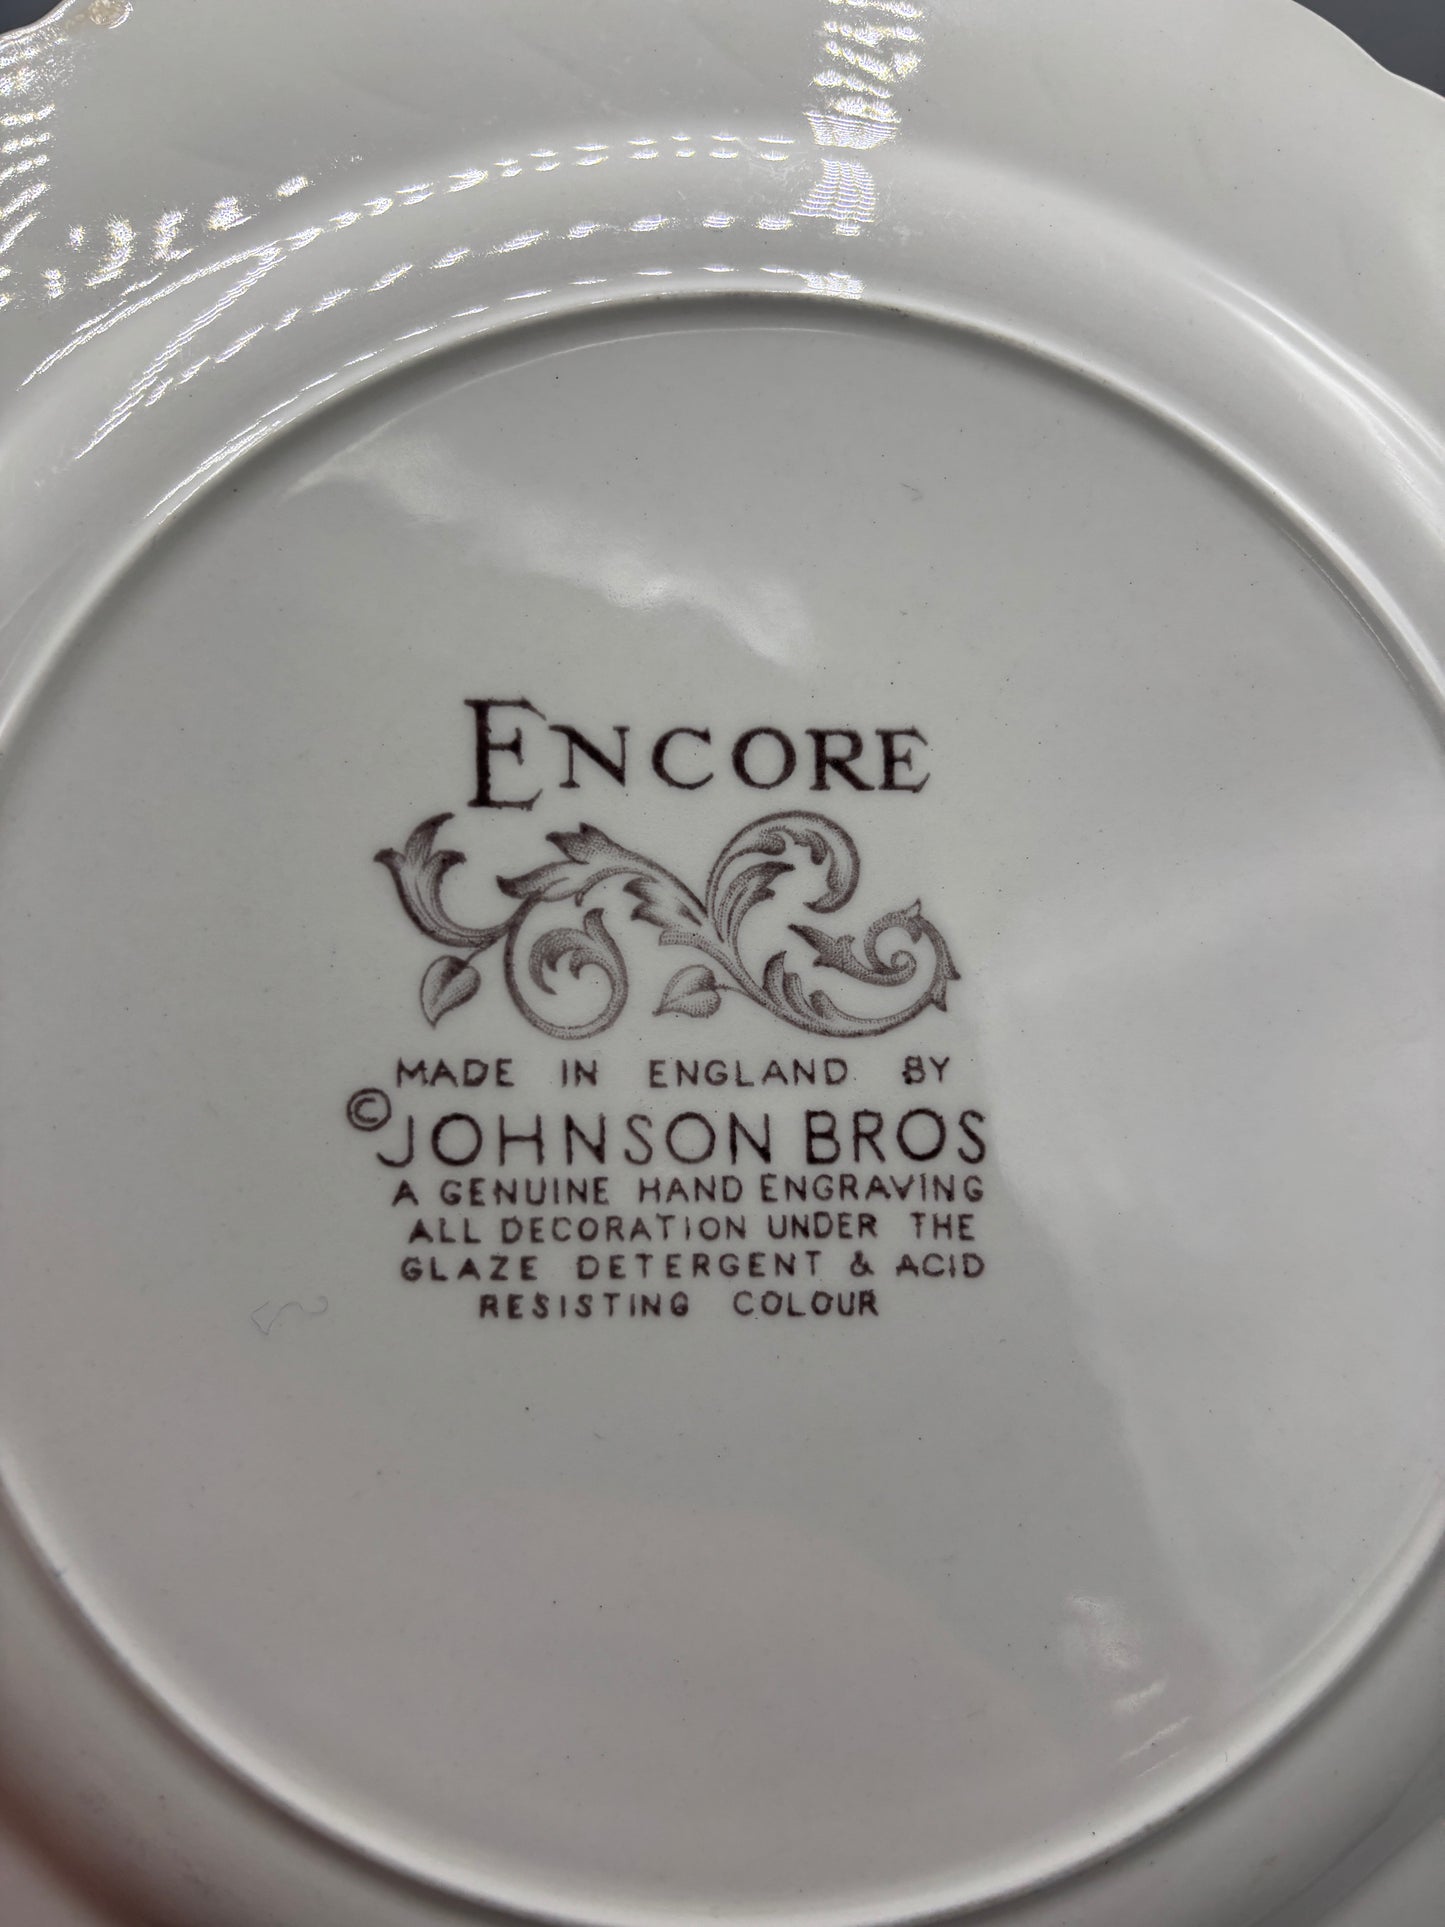 ENCORE
MADE IN ENGLAND BY
© JOHNSON BROS
A GENUINE HAND ENGRAVING
ALL DECORATION UNDER THE
GLAZE DETERGENT & ACID
RESISTING COLOUR